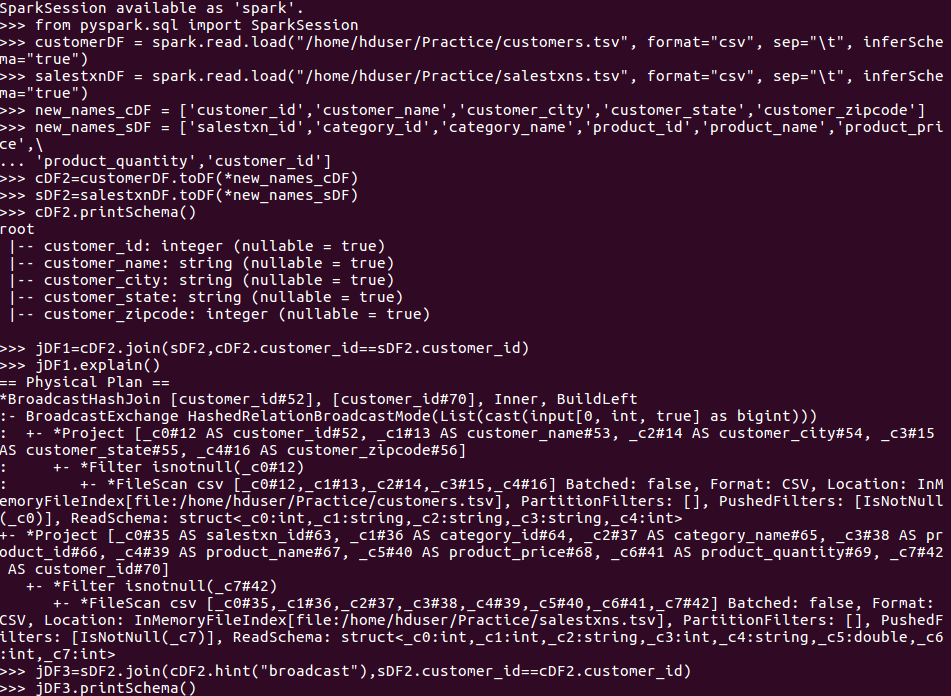 SparkSession available as 'spark'.
>>> from pyspark.sql import SparkSession
>>> customerDF = spark.read.load("/home/hduser/Practice/customers.tsv", format="csv", sep="\t", inferSche
ma="true")
>>> salestxnDF = spark.read.load("/home/hduser/Practice/salestxns.tsv", format="csv", sep="\t", inferSche
ma="true")
>>> new_names_cDF = ['customer_id','customer_name','customer_city','customer_state','customer_zipcode']
>>> new_names_sDF = ['salestxn_id','category_id','category_name','product_id','product_name','product_pri
ce',\
... 'product_quantity','customer_id']
>>> cDF2=customerDF.toDF(*new_names_cDF)
>>> sDF2=salestxnDF.toDF(*new_names_sDF)
>>> cDF2.printSchema()
root
 |-- customer_id: integer (nullable = true)
 |-- customer_name: string (nullable = true)
 |-- customer_city: string (nullable = true)
 |-- customer_state: string (nullable = true)
 |-- customer_zipcode: integer (nullable = true)
>>> jDF1=cDF2.join(sDF2,cDF2.customer_id==sDF2.customer_id)
>>> jDF1.explain()
== Physical Plan ==
*BroadcastHashJoin [customer_id#52], [customer_id#70], Inner, BuildLeft
:- BroadcastExchange HashedRelationBroadcastMode(List(cast(input[0, int, true] as bigint)))
:  +- *Project [_c0#12 AS customer_id#52, _c1#13 AS customer_name#53, _c2#14 AS customer_city#54, _c3#15 
AS customer_state#55, _c4#16 AS customer_zipcode#56]
:     +- *Filter isnotnull(_c0#12)
:        +- *FileScan csv [_c0#12,_c1#13,_c2#14,_c3#15,_c4#16] Batched: false, Format: CSV, Location: InM
emoryFileIndex[file:/home/hduser/Practice/customers.tsv], PartitionFilters: [], PushedFilters: [IsNotNull
(_c0)], ReadSchema: struct<_c0:int,_c1:string,_c2:string,_c3:string,_c4:int>
+- *Project [_c0#35 AS salestxn_id#63, _c1#36 AS category_id#64, _c2#37 AS category_name#65, _c3#38 AS pr
oduct_id#66, _c4#39 AS product_name#67, _c5#40 AS product_price#68, _c6#41 AS product_quantity#69, _c7#42
 AS customer_id#70]
   +- *Filter isnotnull(_c7#42)
      +- *FileScan csv [_c0#35,_c1#36,_c2#37,_c3#38,_c4#39,_c5#40,_c6#41,_c7#42] Batched: false, Format: 
CSV, Location: InMemoryFileIndex[file:/home/hduser/Practice/salestxns.tsv], PartitionFilters: [], PushedF
ilters: [IsNotNull(_c7)], ReadSchema: struct<_c0:int,_c1:int,_c2:string,_c3:int,_c4:string,_c5:double,_c6
:int,_c7:int>
>>> jDF3=sDF2.join(cDF2.hint("broadcast"),sDF2.customer_id==cDF2.customer_id)
>>> jDF3.printSchema()